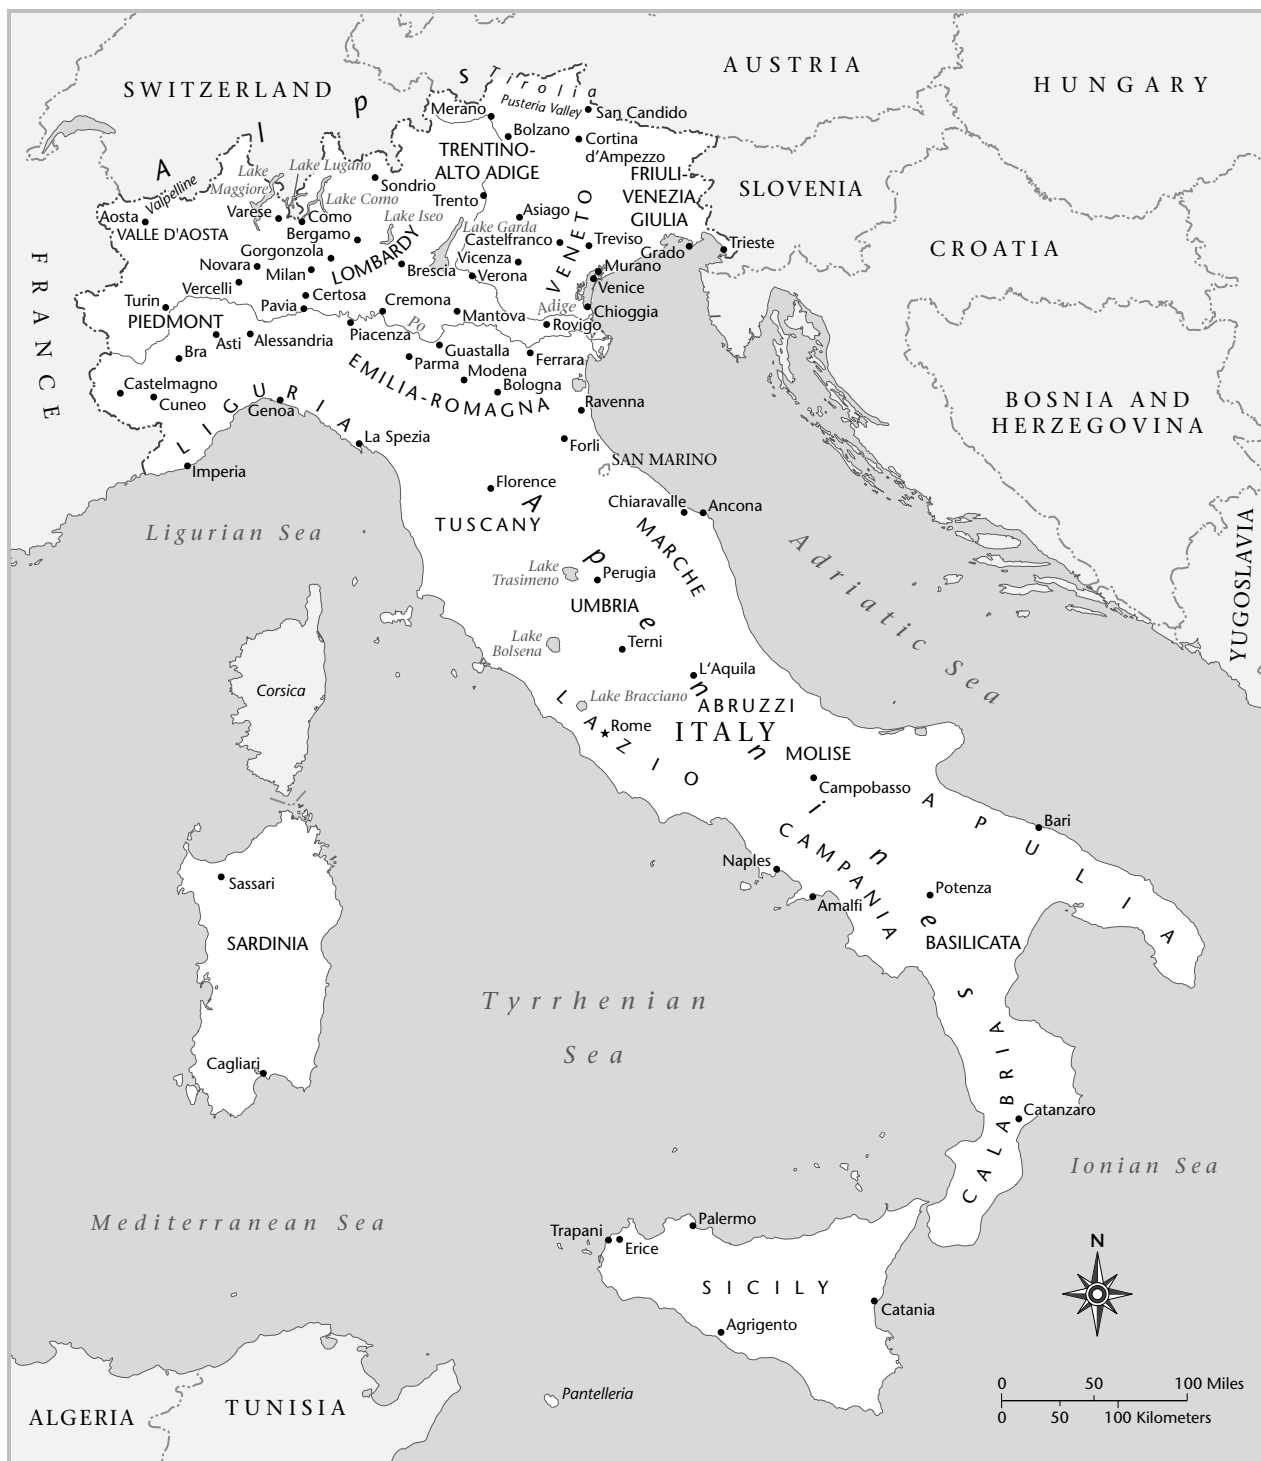 SWITZERLAND
AUSTRIA
HUNGARY
SLOVENIA
CROATIA
BOSNIA AND
HERZEGOVINA
YUGOSLAVIA
FRANCE
Alps
Tirolia
Pusteria Valley
San Candido
Merano
Bolzano
Cortina
d'Ampezzo
TRENTINO-
ALTO ADIGE
FRIULI-
VENEZIA
GIULIA
Lake
Maggiore
Lake Lugano
Lake Como
Sondrio
Valpelline
Aosta
VALLE D'AOSTA
Varese
Como
Bergamo
Lake Iseo
Trento
Asiago
Lake Garda
Castelfranco
Treviso
VENETO
Grado
Trieste
Gorgonzola
LOMBARDY
Novara
Milan
Brescia
Vicenza
Verona
Murano
Venice
Vercelli
Turin
Pavia
Certosa
Cremona
Mantova
Adige
Chioggia
Rovigo
PIEDMONT
Po
Asti
Alessandria
Piacenza
Bra
Guastalla
Ferrara
Parma
Modena
Bologna
EMILIA-ROMAGNA
Castelmagno
Cuneo
LIGURIA
Genoa
Ravenna
La Spezia
Forli
Imperia
SAN MARINO
Florence
TUSCANY
Chiaravalle
Ancona
MARCHE
Ligurian Sea
Adriatic Sea
Apennines
Lake
Trasimeno
Perugia
UMBRIA
Lake
Bolsena
Terni
Corsica
L‘Aquila
Lake Bracciano
ABRUZZI
LAZIO
Rome
ITALY
MOLISE
Campobasso
APULIA
Bari
CAMPANIA
Naples
Amalfi
Potenza
BASILICATA
Sassari
SARDINIA
Cagliari
Tyrrhenian
Sea
CALABRIA
Catanzaro
Ionian Sea
Mediterranean Sea
Palermo
Trapani
Erice
SICILY
Catania
Agrigento
Pantelleria
ALGERIA
TUNISIA
N
0 50 100 Miles
0 50 100 Kilometers